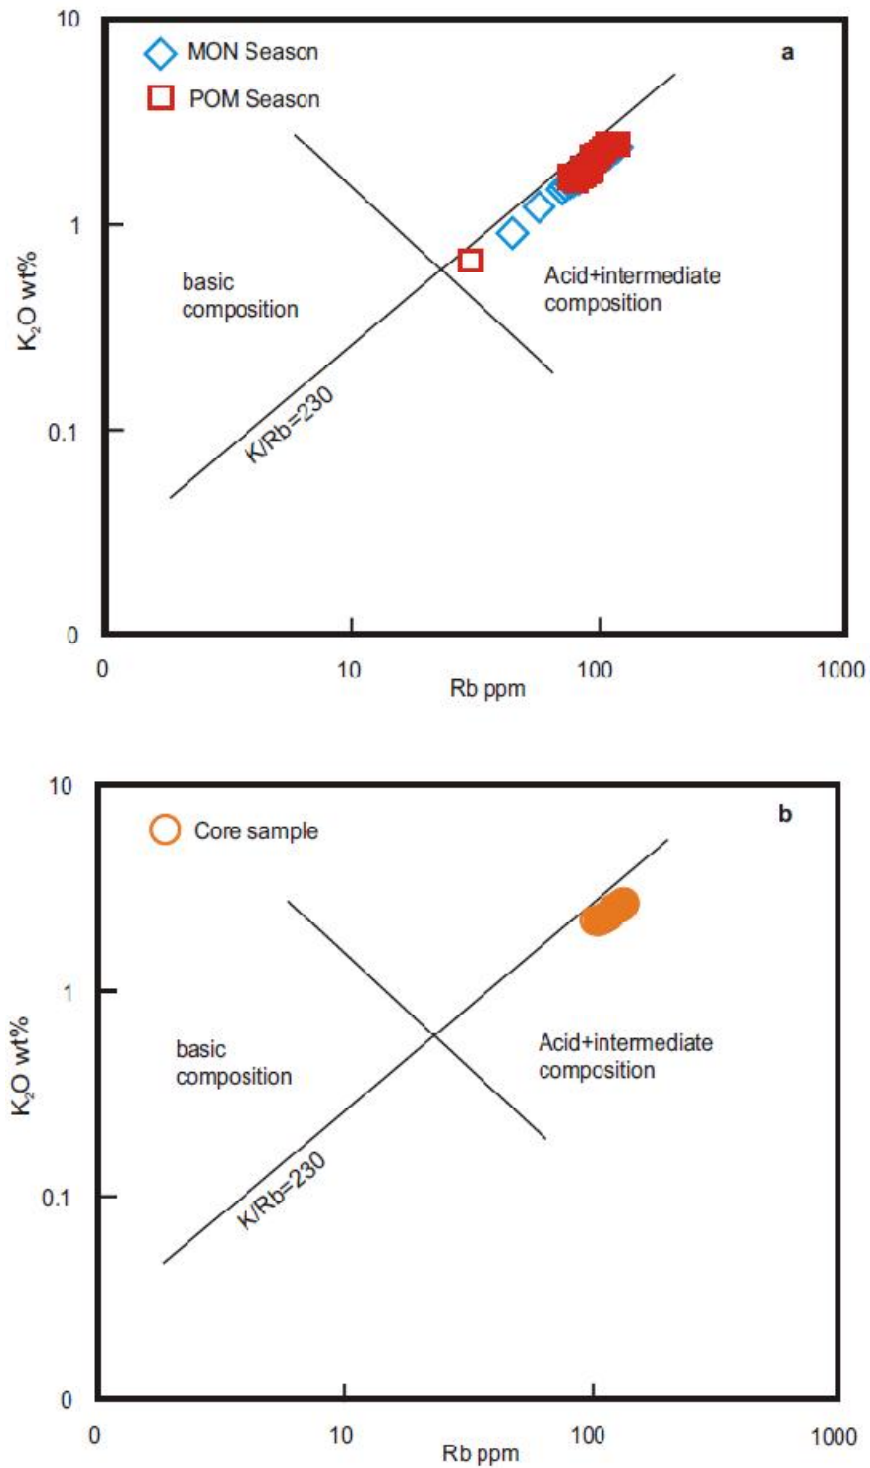 10
MON Season
a
POM Season
1
K₂O wt%
basic
composition
Acid+intermediate
composition
K/Rb=230
0.1
0
0
10
100
1000
Rb ppm
10
b
Core sample
1
K₂O wt%
basic
composition
Acid+intermediate
composition
K/Rb=230
0.1
0
0
10
100
1000
Rb ppm